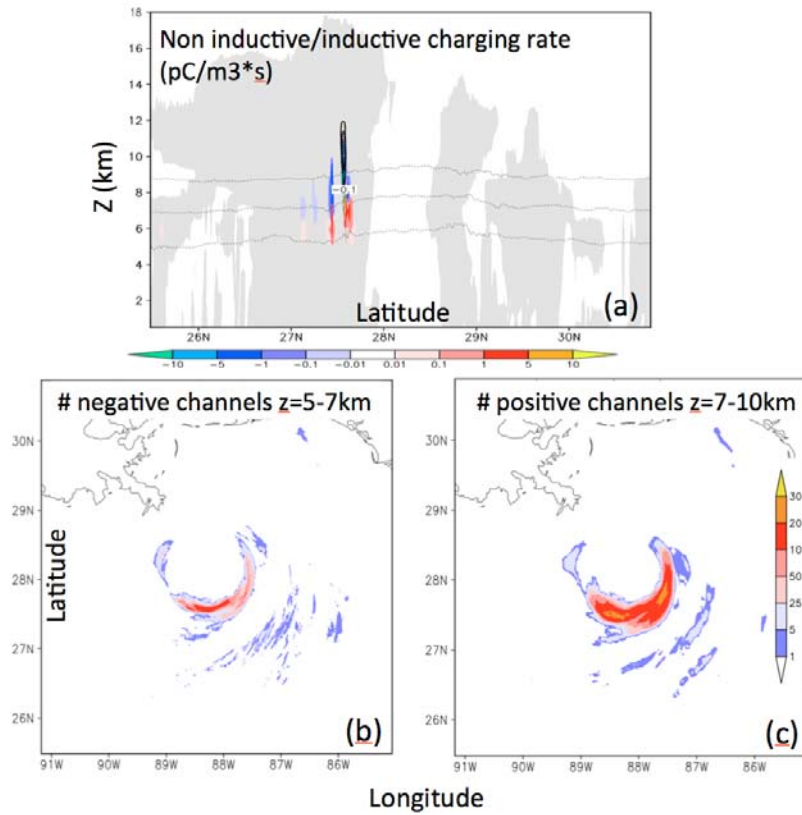 18
16
14
12
10
8
6
4
2
Z (km)
Non inductive/inductive charging rate
(pC/m3*s)
−0.1
Latitude
(a)
26N 27N 28N 29N 30N
−10 −5 −1 −0.1 −0.01 0.01 0.1 1 5 10
# negative channels z=5-7km
30N
29N
28N
27N
26N
Latitude
(b)
91W 90W 89W 88W 87W 86W
# positive channels z=7-10km
30N
29N
28N
27N
26N
30
20
10
50
25
5
1
(c)
91W 90W 89W 88W 87W 86W
Longitude